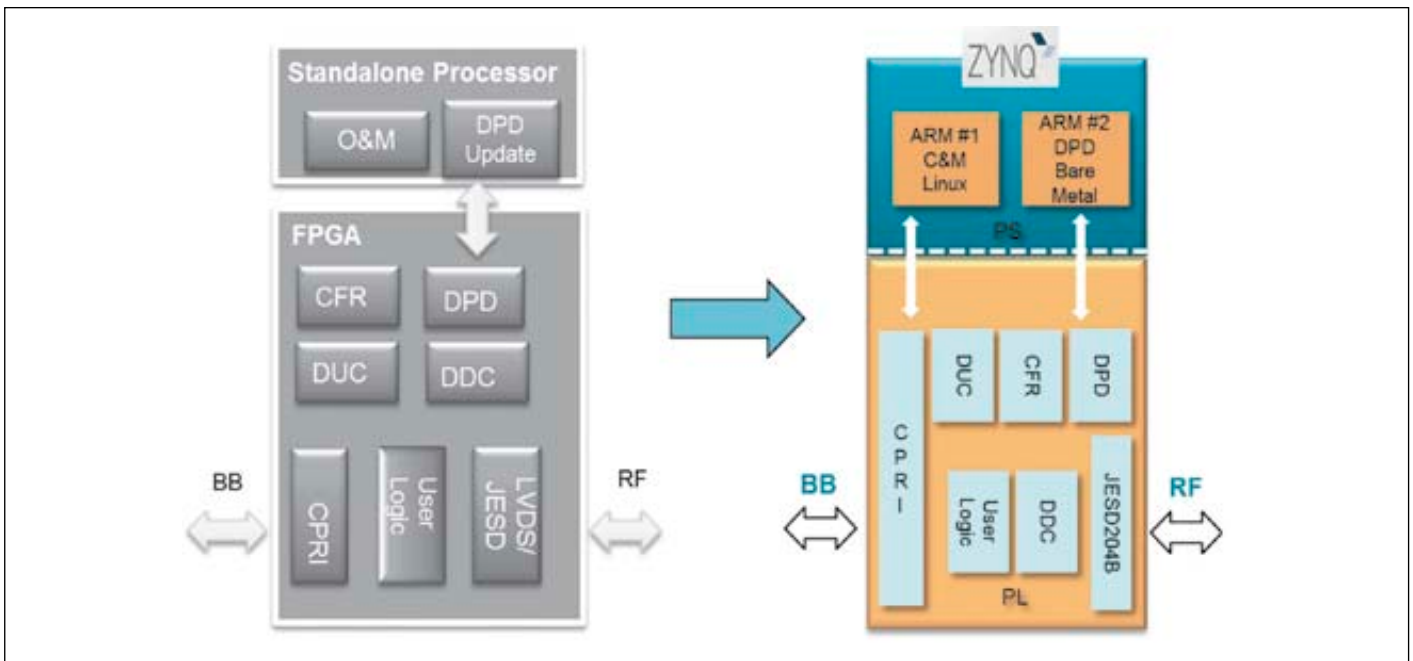 Standalone Processor
O&M
DPD
Update
FPGA
CFR
DPD
DUC
DDC
BB
CPRI
User
Logic
LVDS/
JESD
RF
ZYNQ
ARM #1
C&M
Linux
ARM #2
DPD
Bare
Metal
PS
CPRI
DUC
CFR
DPD
BB
User
Logic
DDC
JESD204B
RF
PL